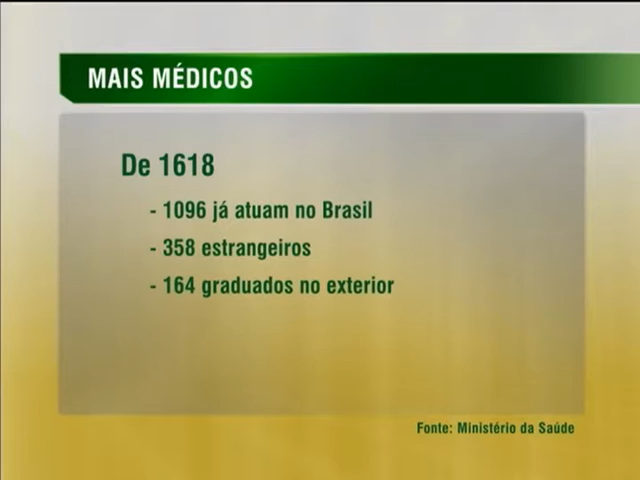 MAIS MÉDICOS
De 1618
- 1096 já atuam no Brasil
- 358 estrangeiros
- 164 graduados no exterior
Fonte: Ministério da Saúde